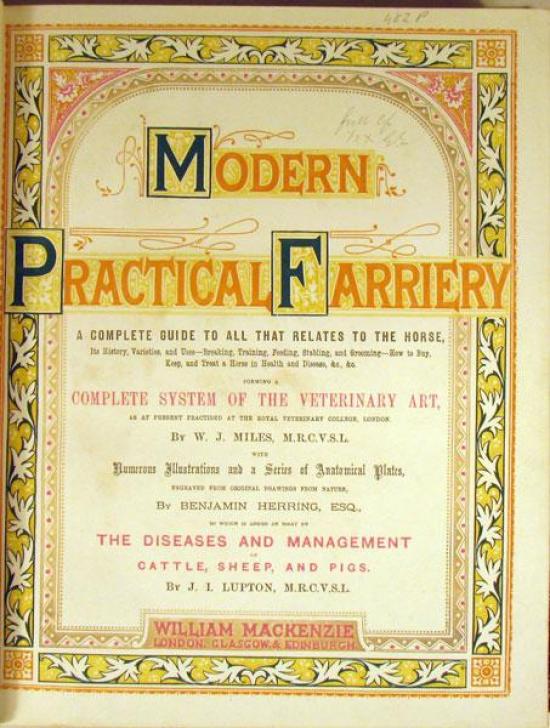 482 P
MODERN
PRACTICAL FARRIERY
A COMPLETE GUIDE TO ALL THAT RELATES TO THE HORSE,
Its History, Varieties, and Uses—Breaking, Training, Feeding, Stabling, and Grooming—How to Buy,
Keep, and Treat a Horse in Health and Disease, &c., &c.
FORMING A
COMPLETE SYSTEM OF THE VETERINARY ART,
AS AT PRESENT PRACTISED AT THE ROYAL VETERINARY COLLEGE, LONDON
BY W. J. MILES, M.R.C.V.S.L.
WITH
Numerous Illustrations and a Series of Anatomical Plates,
ENGRAVED FROM ORIGINAL DRAWINGS FROM NATURE,
BY BENJAMIN HERRING, ESQ.,
TO WHICH IS ADDED AN ESSAY ON
THE DISEASES AND MANAGEMENT
OF
CATTLE, SHEEP, AND PIGS.
BY J. I. LUPTON, M.R.C.V.S.L.
WILLIAM MACKENZIE
LONDON, GLASGOW, & EDINBURGH